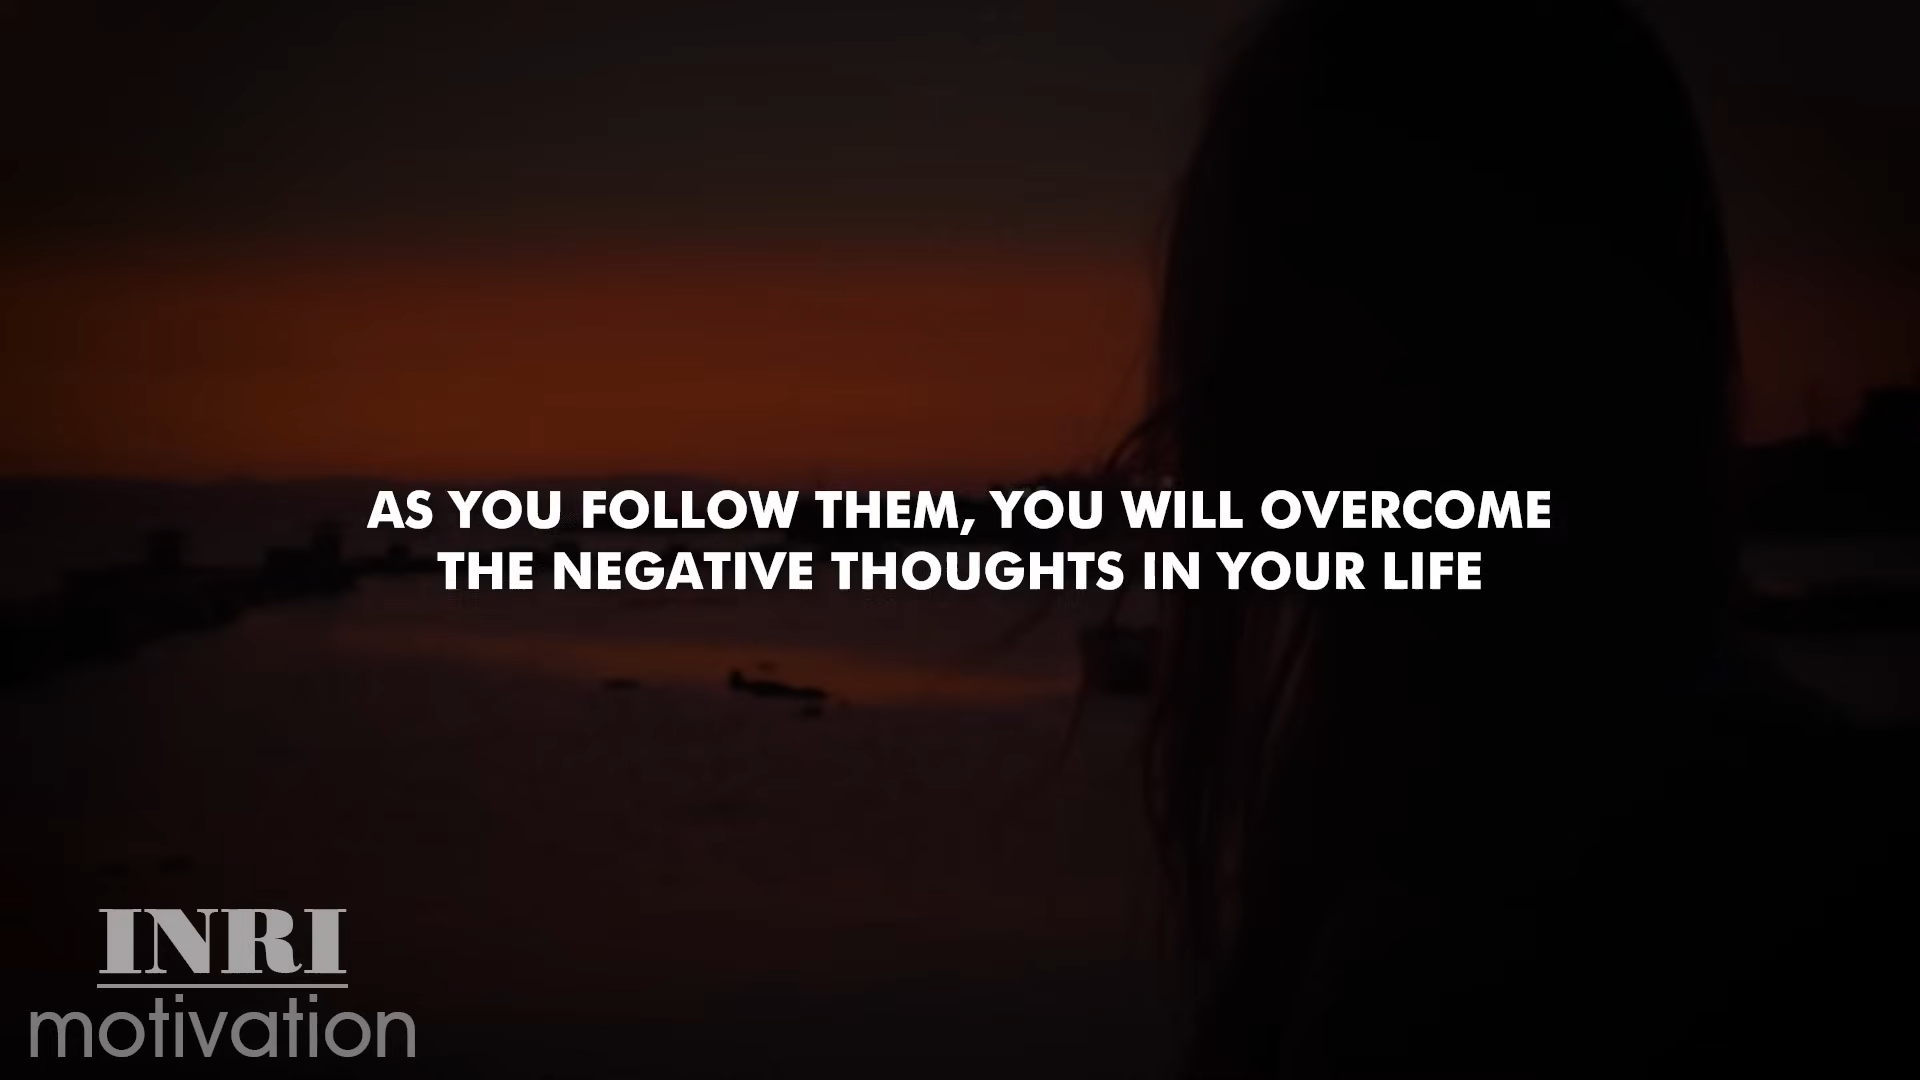 AS YOU FOLLOW THEM, YOU WILL OVERCOME
THE NEGATIVE THOUGHTS IN YOUR LIFE
INRI
motivation